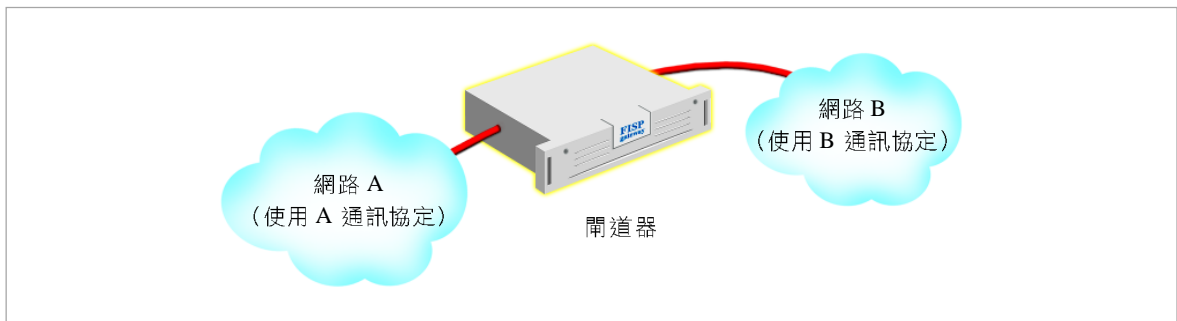 網路 A
（使用 A 通訊協定）
FISP
gateway
閘道器
網路 B
（使用 B 通訊協定）